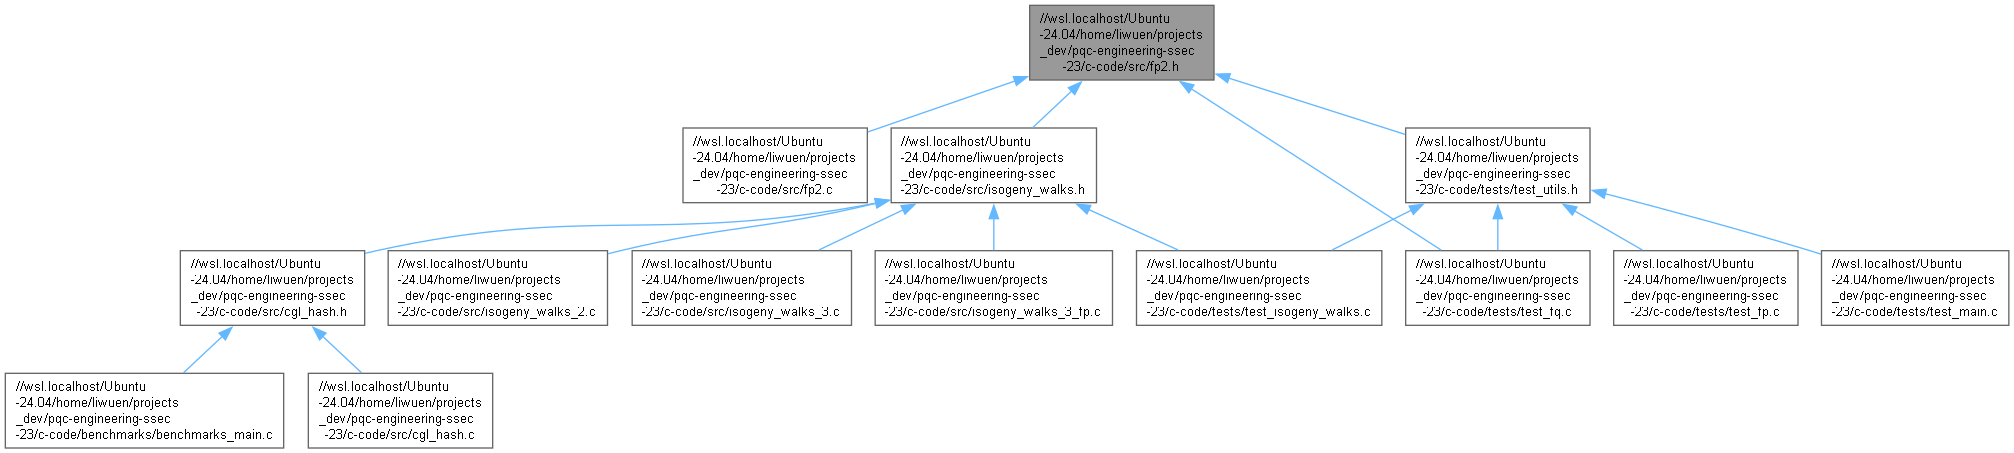 //wsl.localhost/Ubuntu
-24.04/home/liwuen/projects
_dev/pqc-engineering-ssec
-23/c-code/src/fp2.h
//wsl.localhost/Ubuntu
-24.04/home/liwuen/projects
_dev/pqc-engineering-ssec
-23/c-code/src/fp2.c
//wsl.localhost/Ubuntu
-24.04/home/liwuen/projects
_dev/pqc-engineering-ssec
-23/c-code/src/isogeny_walks.h
//wsl.localhost/Ubuntu
-24.04/home/liwuen/projects
_dev/pqc-engineering-ssec
-23/c-code/tests/test_utils.h
//wsl.localhost/Ubuntu
-24.04/home/liwuen/projects
_dev/pqc-engineering-ssec
-23/c-code/src/cgl_hash.h
//wsl.localhost/Ubuntu
-24.04/home/liwuen/projects
_dev/pqc-engineering-ssec
-23/c-code/src/isogeny_walks_2.c
//wsl.localhost/Ubuntu
-24.04/home/liwuen/projects
_dev/pqc-engineering-ssec
-23/c-code/src/isogeny_walks_3.c
//wsl.localhost/Ubuntu
-24.04/home/liwuen/projects
_dev/pqc-engineering-ssec
-23/c-code/src/isogeny_walks_3_fp.c
//wsl.localhost/Ubuntu
-24.04/home/liwuen/projects
_dev/pqc-engineering-ssec
-23/c-code/tests/test_isogeny_walks.c
//wsl.localhost/Ubuntu
-24.04/home/liwuen/projects
_dev/pqc-engineering-ssec
-23/c-code/tests/test_fq.c
//wsl.localhost/Ubuntu
-24.04/home/liwuen/projects
_dev/pqc-engineering-ssec
-23/c-code/tests/test_fp.c
//wsl.localhost/Ubuntu
-24.04/home/liwuen/projects
_dev/pqc-engineering-ssec
-23/c-code/tests/test_main.c
//wsl.localhost/Ubuntu
-24.04/home/liwuen/projects
_dev/pqc-engineering-ssec
-23/c-code/benchmarks/benchmarks_main.c
//wsl.localhost/Ubuntu
-24.04/home/liwuen/projects
_dev/pqc-engineering-ssec
-23/c-code/src/cgl_hash.c